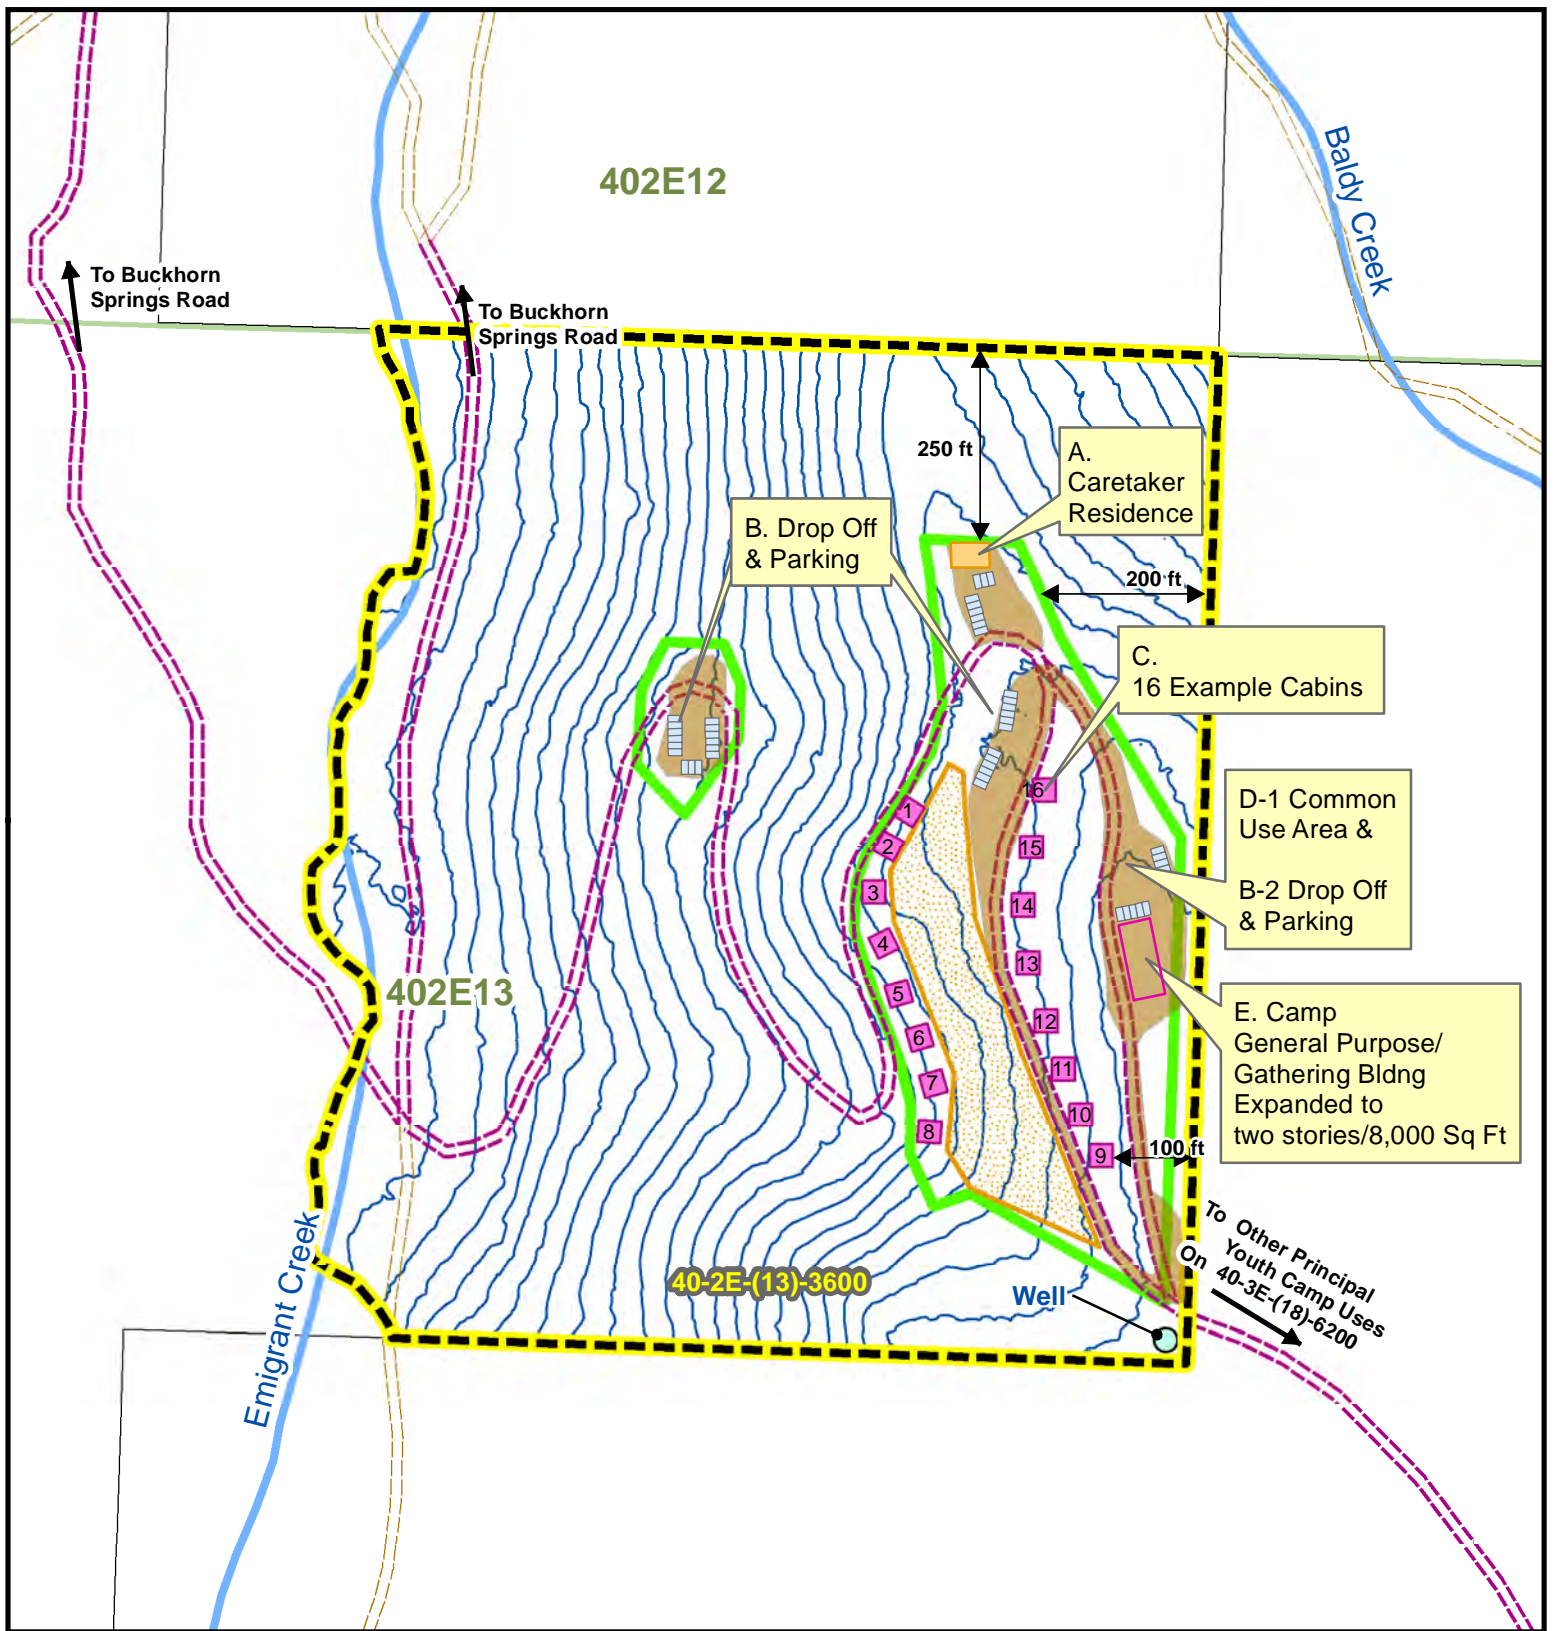 402E12
Baldy Creek
To Buckhorn
Springs Road
To Buckhorn
Springs Road
250 ft
A.
Caretaker
Residence
B. Drop Off
& Parking
200 ft
C.
16 Example Cabins
16
1
2
15
3
14
4
13
5
12
6
11
7
10
8
9
D-1 Common
Use Area &
B-2 Drop Off
& Parking
402E13
E. Camp
General Purpose/
Gathering Bldng
Expanded to
two stories/8,000 Sq Ft
100 ft
To Other Principal
Youth Camp Uses
On 40-3E-(18)-6200
Emigrant Creek
40-2E-(13)-3600
Well